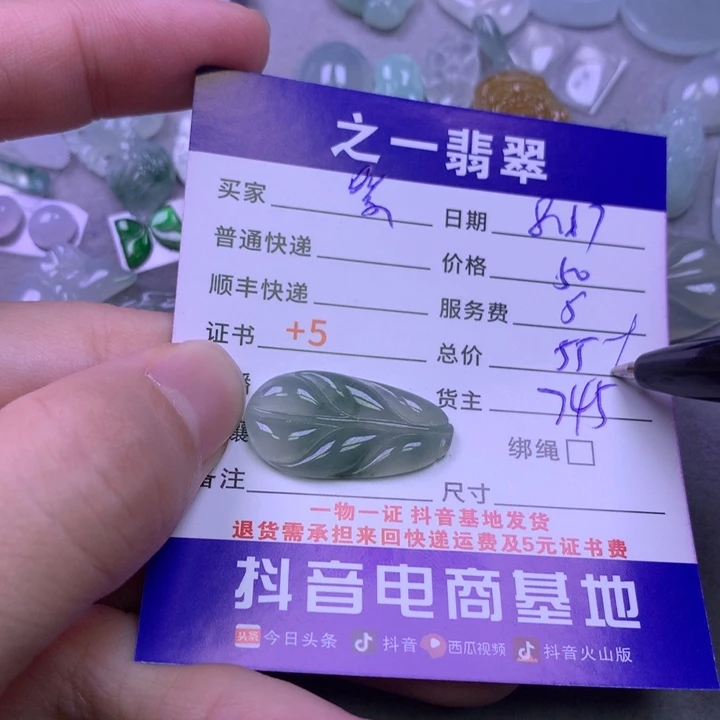 之一翡翠
买家 日期 8.17
普通快递 价格 50
顺丰快递 服务费
证书 +5 总价 55
货主 745
镶 绑绳
备注 尺寸
一物一证 抖音基地发货
退货需承担来回快递运费及5元证书费
抖音电商基地
头条 今日头条 抖音 西瓜视频 抖音火山版